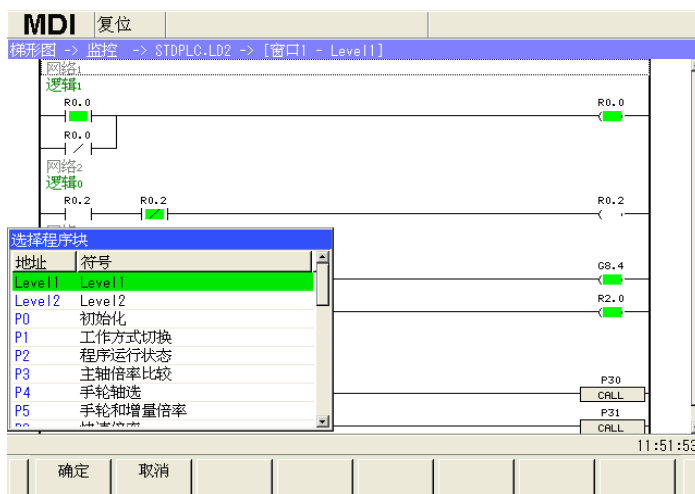 MDI 复位
梯形图 -> 监控 -> STDPLC.LD2 -> [窗口1 - Level1]
网络1
逻辑1
R0.0 R0.0
R0.0
网络2
逻辑0
R0.2 R0.2 R0.2
选择程序块
地址 符号
Level1 Level1
Level2 Level2
P0 初始化
P1 工作方式切换
P2 程序运行状态
P3 主轴倍率比较
P4 手轮轴选
P5 手轮和增量倍率
G8.4
R2.0
P30
CALL
P31
CALL
11:51:53
确定 取消